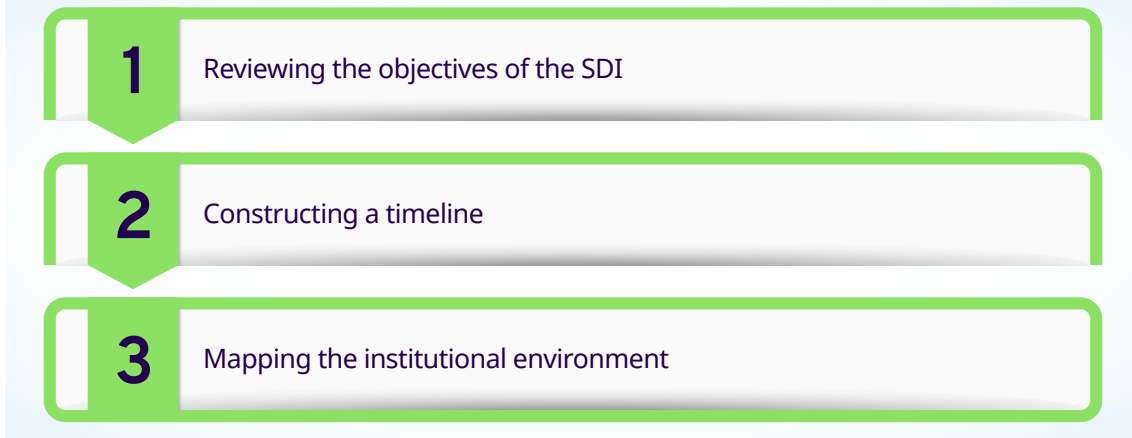 1
Reviewing the objectives of the SDI
2
Constructing a timeline
3
Mapping the institutional environment